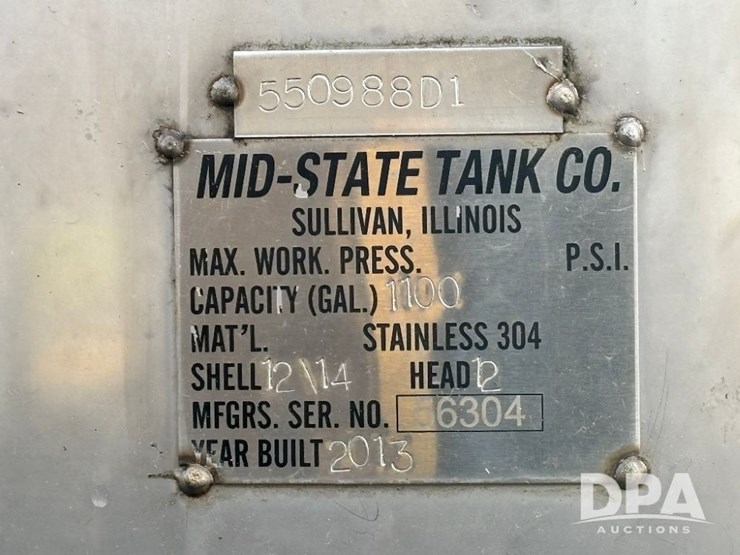 550988D1
MID-STATE TANK CO.
SULLIVAN, ILLINOIS
MAX. WORK. PRESS. P.S.I.
CAPACITY (GAL.) 1100
MAT'L. STAINLESS 304
SHELL 12\14 HEAD 12
MFGRS. SER. NO. 56304
YEAR BUILT 2013
DPA
AUCTIONS